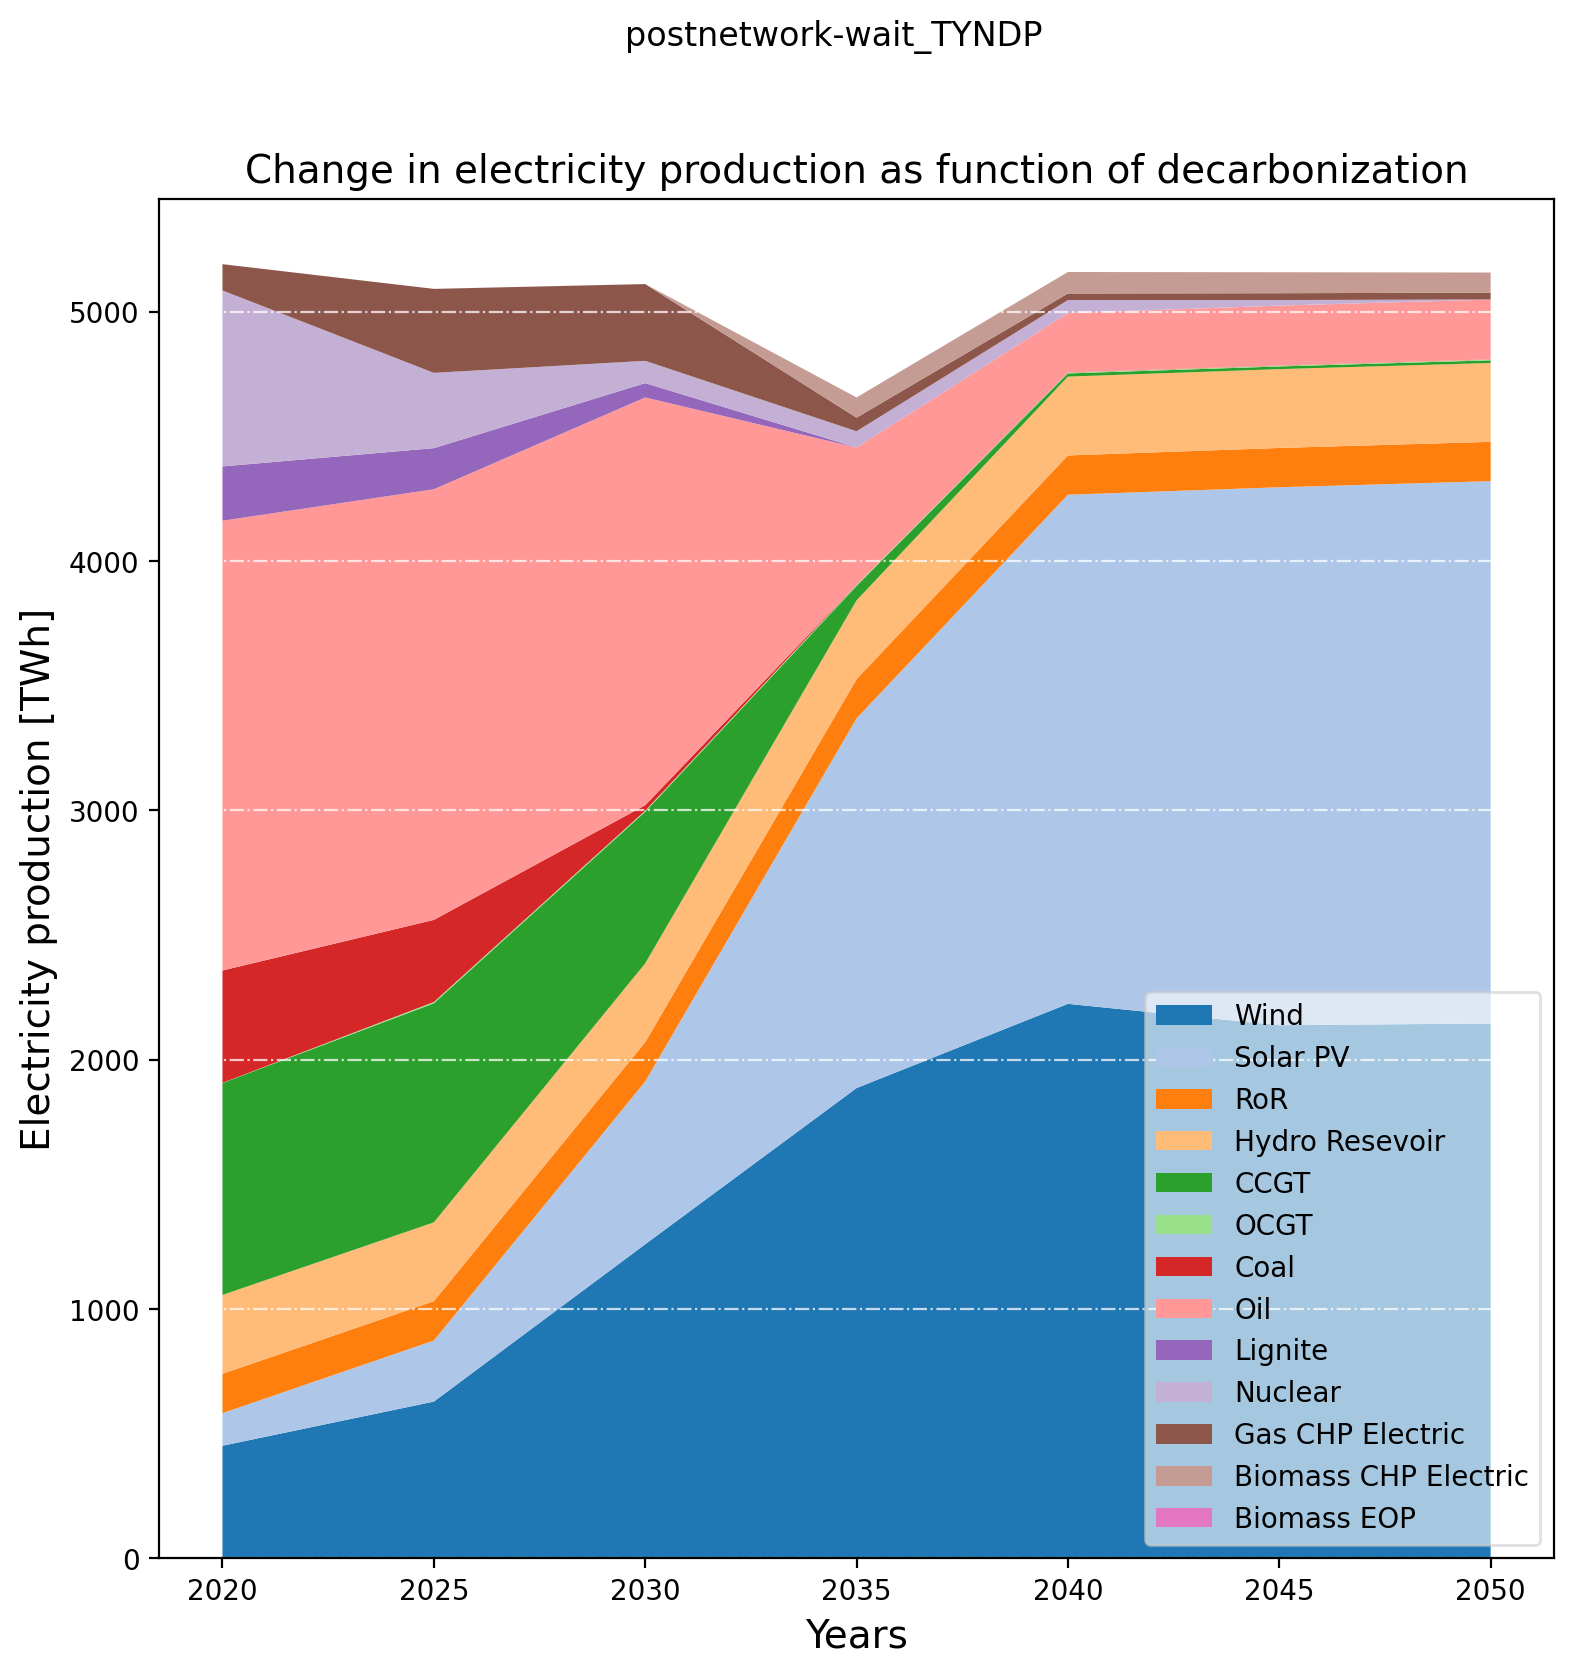 postnetwork-wait_TYNDP
Change in electricity production as function of decarbonization
Electricity production [TWh]
5000
4000
3000
2000
1000
0
Wind
Solar PV
RoR
Hydro Resevoir
CCGT
OCGT
Coal
Oil
Lignite
Nuclear
Gas CHP Electric
Biomass CHP Electric
Biomass EOP
2020 2025 2030 2035 2040 2045 2050
Years